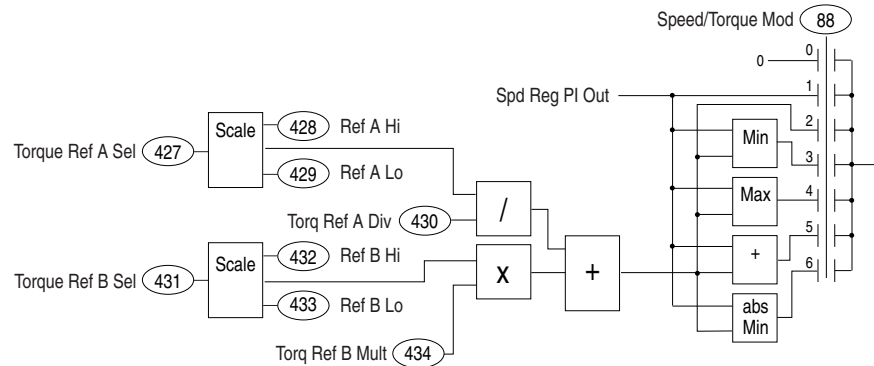 Speed/Torque Mod 88
0 0
Spd Reg PI Out 1
2
Scale 428 Ref A Hi
Torque Ref A Sel 427
429 Ref A Lo
Min 3
Max 4
/
Torq Ref A Div 430
5
+
Scale 432 Ref B Hi
Torque Ref B Sel 431
X
+
6
433 Ref B Lo
abs
Min
Torq Ref B Mult 434